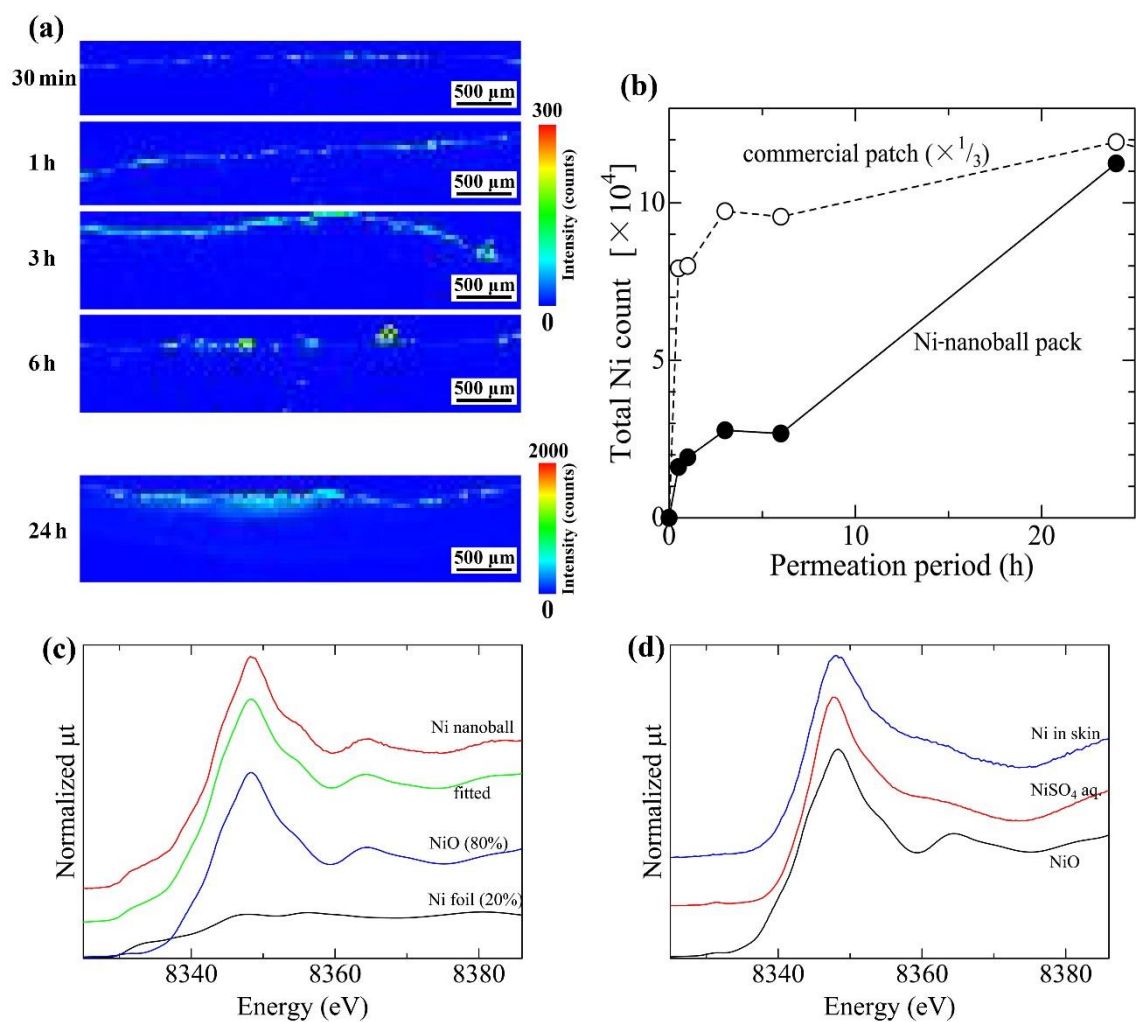 (a)
30 min
500 µm
1 h
500 µm
3 h
500 µm
6 h
500 µm
300
Intensity (counts)
0
24 h
500 µm
2000
Intensity (counts)
0
(b)
commercial patch (×1/3)
Ni-nanoball pack
Total Ni count [×10⁴]
10
5
0
0
10
20
Permeation period (h)
(c)
Ni nanoball
fitted
NiO (80%)
Ni foil (20%)
Normalized µt
8340
8360
8380
Energy (eV)
(d)
Ni in skin
NiSO₄ aq.
NiO
Normalized µt
8340
8360
8380
Energy (eV)